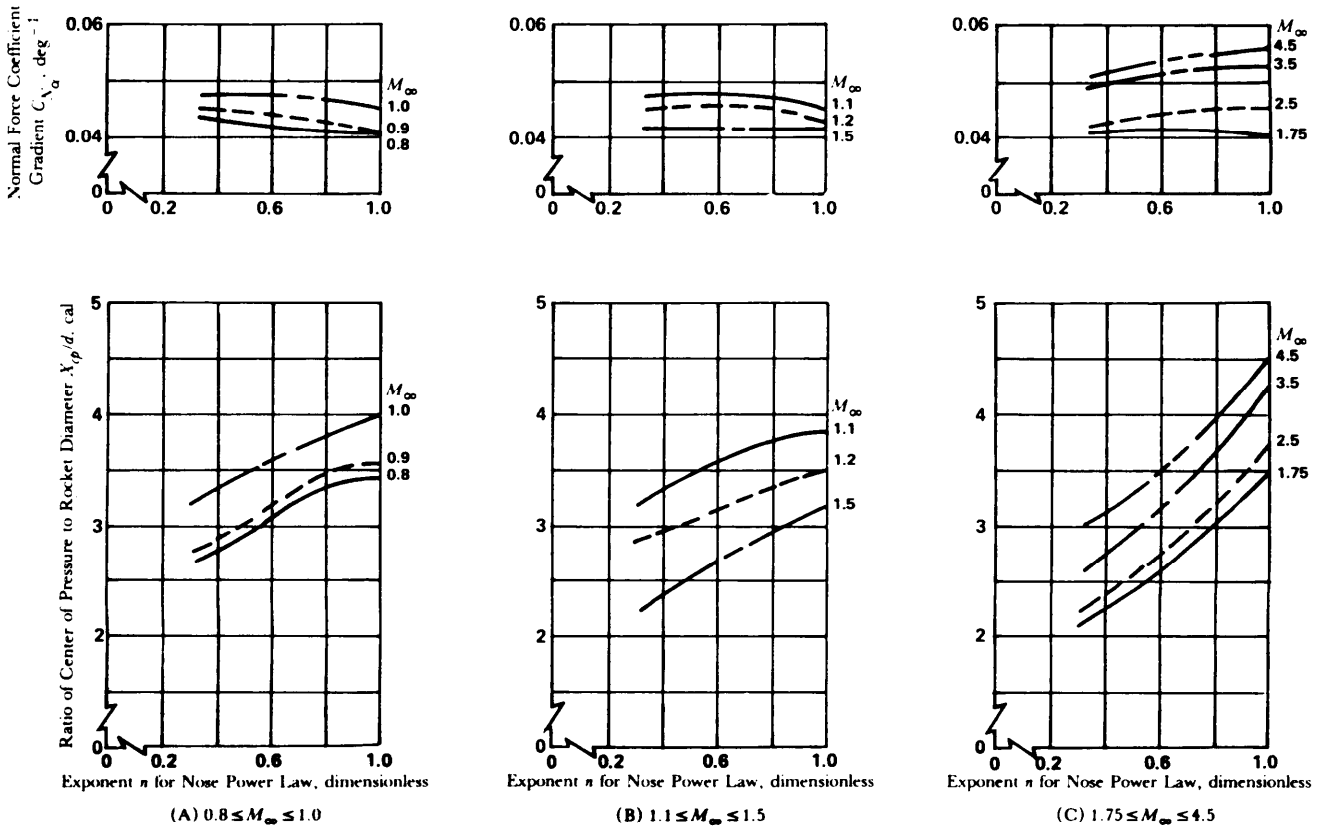 Normal Force Coefficient
Gradient C_Nα, deg⁻¹
0.06
0.04
0
0 0.2 0.6 1.0
M∞
1.0
0.9
0.8
0.06
0.04
0
0 0.2 0.6 1.0
1.1
1.2
1.5
0.06
0.04
0
0 0.2 0.6 1.0
M∞
4.5
3.5
2.5
1.75
Ratio of Center of Pressure to Rocket Diameter X_cp/d. cal
5
4
3
2
0
0 0.2 0.6 1.0
M∞
1.0
0.9
0.8
Exponent n for Nose Power Law, dimensionless
(A) 0.8 ≤ M∞ ≤ 1.0
5
4
3
2
0
0 0.2 0.6 1.0
M∞
1.1
1.2
1.5
Exponent n for Nose Power Law, dimensionless
(B) 1.1 ≤ M∞ ≤ 1.5
5
4
3
2
0
0 0.2 0.6 1.0
M∞
4.5
3.5
2.5
1.75
Exponent n for Nose Power Law, dimensionless
(C) 1.75 ≤ M∞ ≤ 4.5